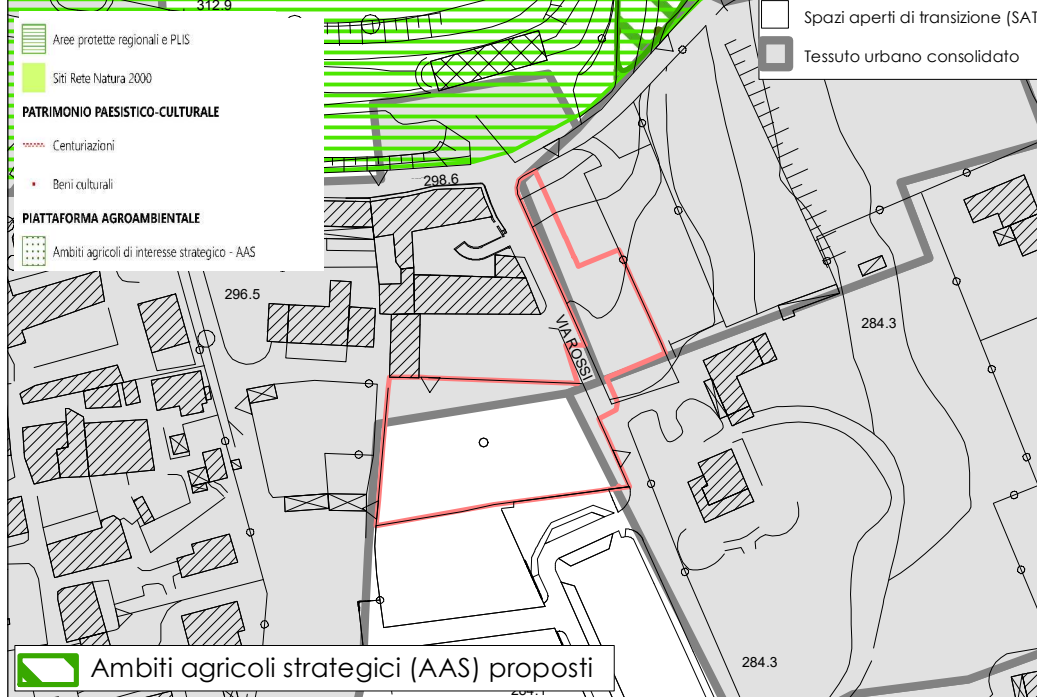 312.9
Aree protette regionali e PLIS
Siti Rete Natura 2000
PATRIMONIO PAESISTICO-CULTURALE
Centuriazioni
Beni culturali
PIATTAFORMA AGROAMBIENTALE
Ambiti agricoli di interesse strategico - AAS
Spazi aperti di transizione (SAT
Tessuto urbano consolidato
298.6
296.5
VIA ROSSI
284.3
284.3
Ambiti agricoli strategici (AAS) proposti